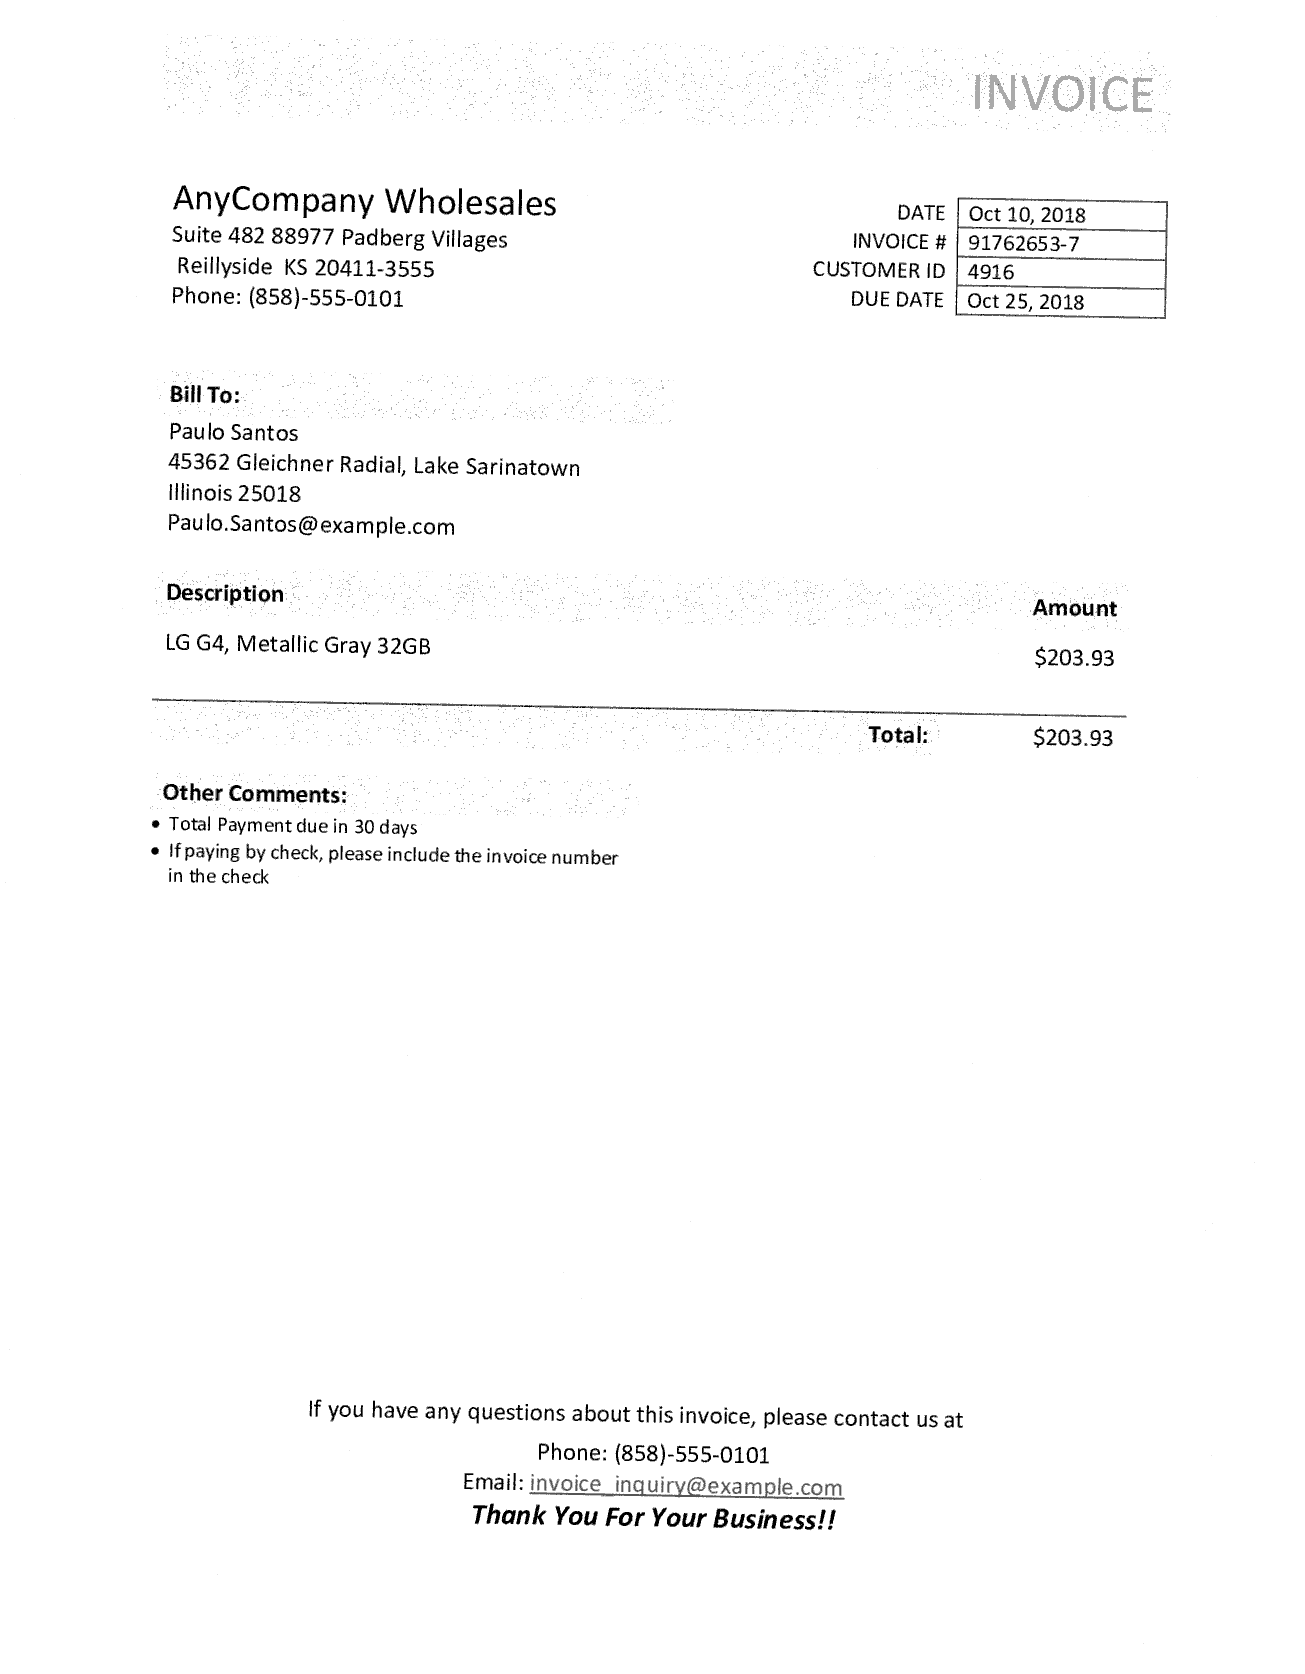 INVOICE
AnyCompany Wholesales
Suite 482 88977 Padberg Villages
Reillyside KS 20411-3555
Phone: (858)-555-0101
DATE Oct 10, 2018
INVOICE # 91762653-7
CUSTOMER ID 4916
DUE DATE Oct 25, 2018
Bill To:
Paulo Santos
45362 Gleichner Radial, Lake Sarinatown
Illinois 25018
Paulo.Santos@example.com
Description Amount
LG G4, Metallic Gray 32GB $203.93
Total: $203.93
Other Comments:
• Total Payment due in 30 days
• If paying by check, please include the invoice number
in the check
If you have any questions about this invoice, please contact us at
Phone: (858)-555-0101
Email: invoice_inquiry@example.com
Thank You For Your Business!!